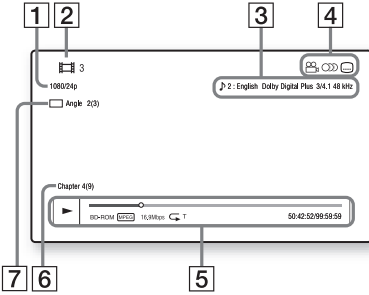 1 2 3 4
3
1080/24p
♪ 2 : English Dolby Digital Plus 3/4.1 48 kHz
Angle 2(3)
Chapter 4(9)
BD-ROM MPEG 16,9Mbps T 50:42:52/99:59:59
7 6 5